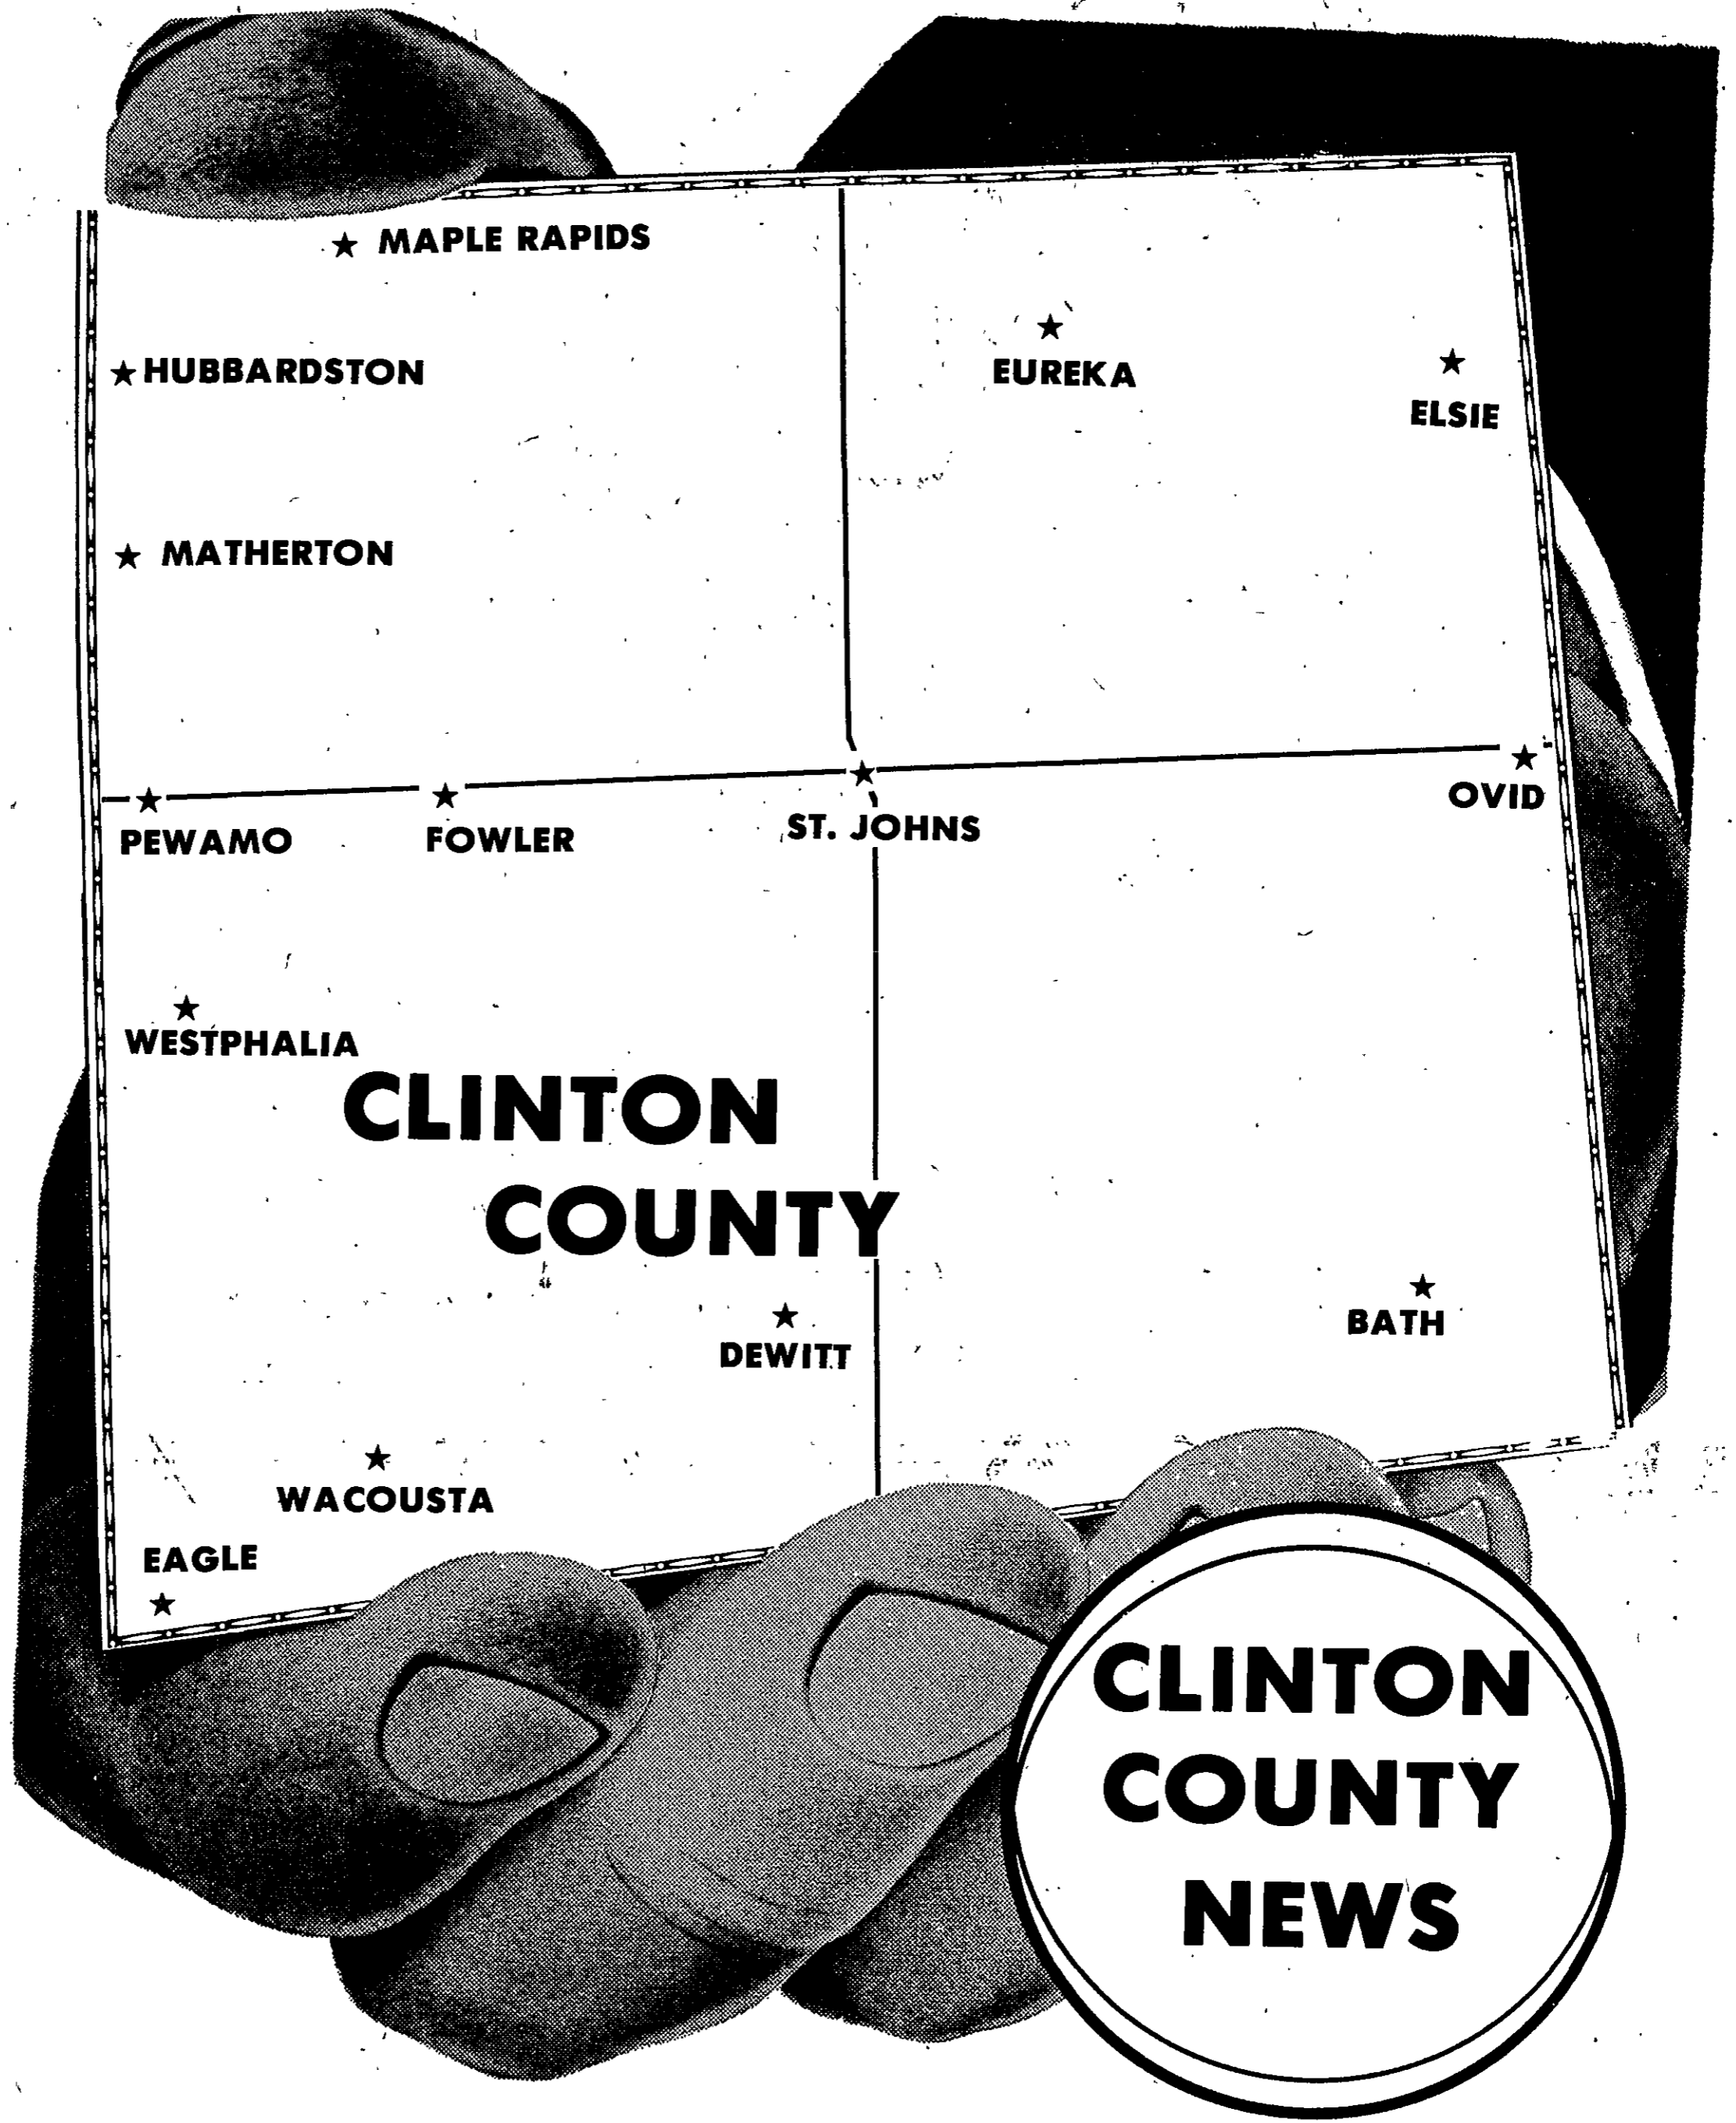 ★ MAPLE RAPIDS
★ HUBBARDSTON
★ EUREKA
★ ELSIE
★ MATHERTON
★ PEWAMO
★ FOWLER
★ ST. JOHNS
★ OVID
★ WESTPHALIA
CLINTON
COUNTY
★ DEWITT
★ BATH
★ WACOUSTA
EAGLE ★
CLINTON
COUNTY
NEWS